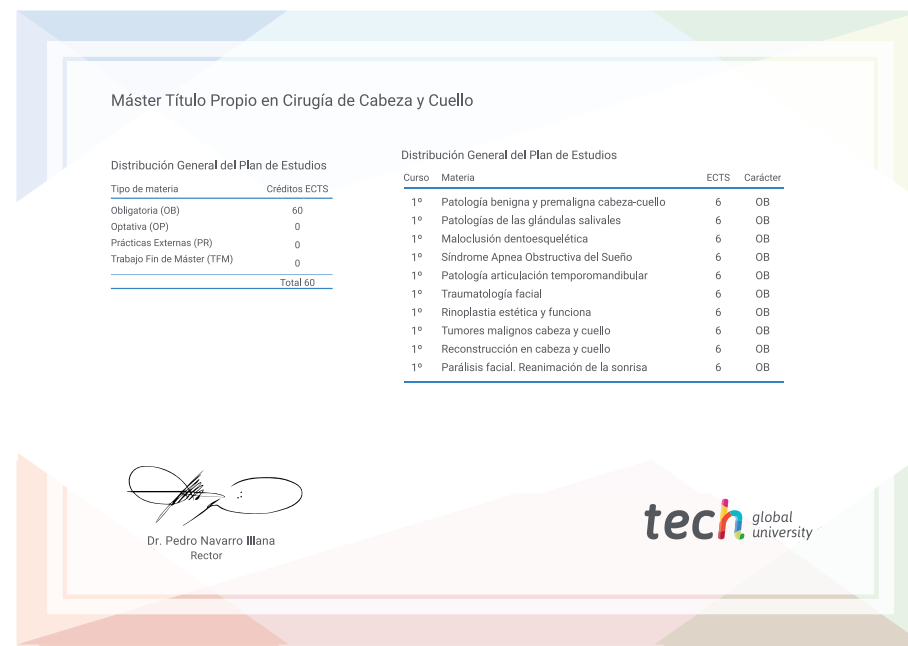 Máster Título Propio en Cirugía de Cabeza y Cuello
Distribución General del Plan de Estudios
Tipo de materia Créditos ECTS
Obligatoria (OB) 60
Optativa (OP) 0
Prácticas Externas (PR) 0
Trabajo Fin de Máster (TFM) 0
Total 60
Distribución General del Plan de Estudios
Curso Materia ECTS Carácter
1º Patología benigna y premaligna cabeza-cuello 6 OB
1º Patologías de las glándulas salivales 6 OB
1º Maloclusión dentoesquelética 6 OB
1º Síndrome Apnea Obstructiva del Sueño 6 OB
1º Patología articulación temporomandibular 6 OB
1º Traumatología facial 6 OB
1º Rinoplastia estética y funciona 6 OB
1º Tumores malignos cabeza y cuello 6 OB
1º Reconstrucción en cabeza y cuello 6 OB
1º Parálisis facial. Reanimación de la sonrisa 6 OB
Dr. Pedro Navarro Illana
Rector
tech global university